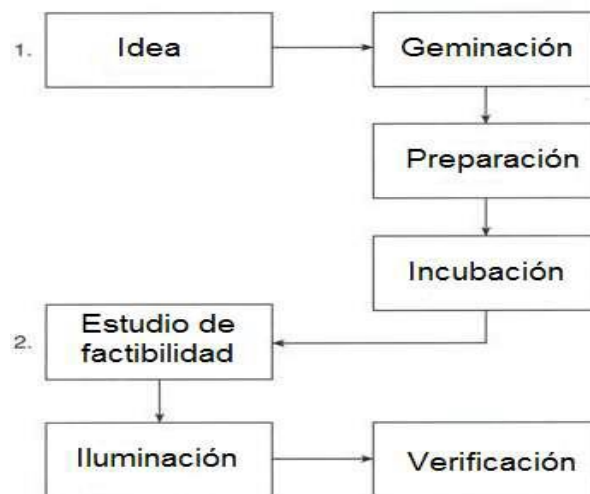 1.
Idea
Geminación
Preparación
Incubación
2.
Estudio de
factibilidad
Iluminación
Verificación